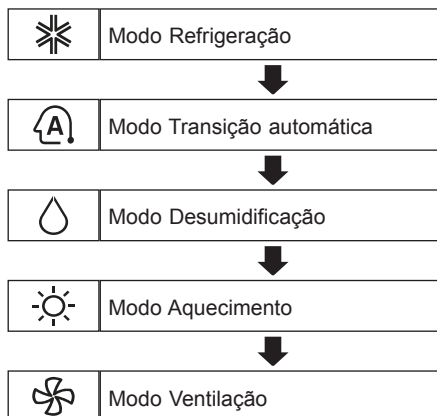 Modo Refrigeração
A
Modo Transição automática
Modo Desumidificação
Modo Aquecimento
Modo Ventilação